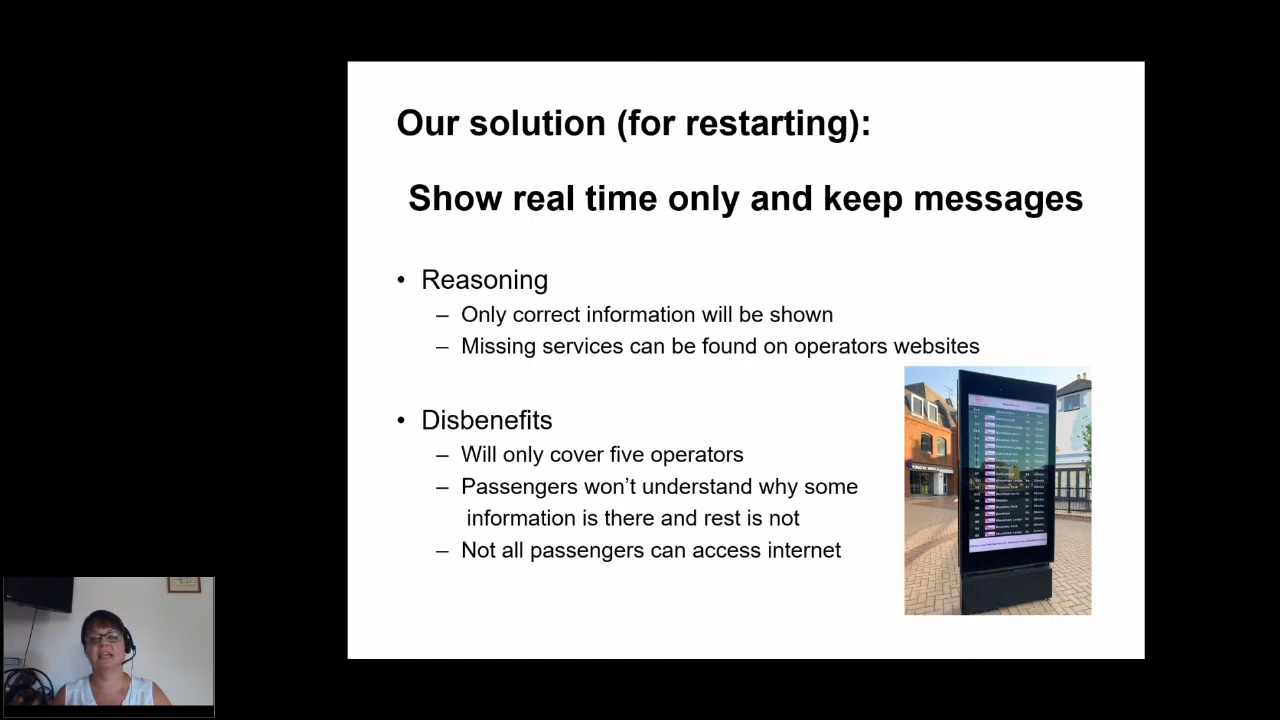 Our solution (for restarting):
Show real time only and keep messages
• Reasoning
– Only correct information will be shown
– Missing services can be found on operators websites
• Disbenefits
– Will only cover five operators
– Passengers won’t understand why some
information is there and rest is not
– Not all passengers can access internet